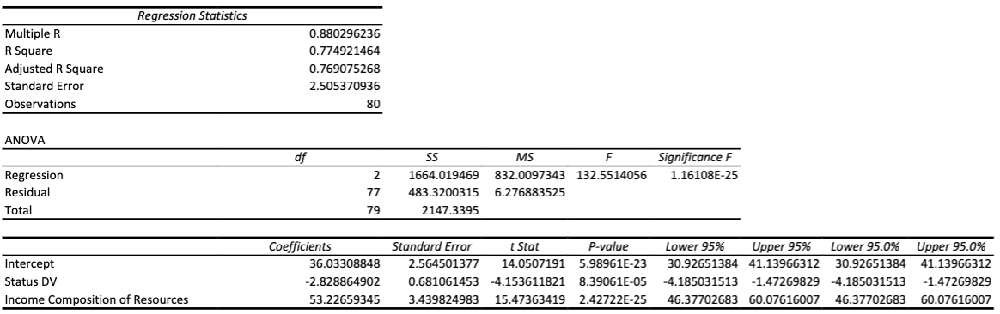 Regression Statistics
Multiple R 0.880296236
R Square 0.774921464
Adjusted R Square 0.769075268
Standard Error 2.505370936
Observations 80
ANOVA
df SS MS F Significance F
Regression 2 1664.019469 832.0097343 132.5514056 1.16108E-25
Residual 77 483.3200315 6.276883525
Total 79 2147.3395
Coefficients Standard Error t Stat P-value Lower 95% Upper 95% Lower 95.0% Upper 95.0%
Intercept 36.03308848 2.564501377 14.0507191 5.98961E-23 30.92651384 41.13966312 30.92651384 41.13966312
Status DV -2.828864902 0.681061453 -4.153611821 8.39061E-05 -4.185031513 -1.47269829 -4.185031513 -1.47269829
Income Composition of Resources 53.22659345 3.439824983 15.47363419 2.42722E-25 46.37702683 60.07616007 46.37702683 60.07616007